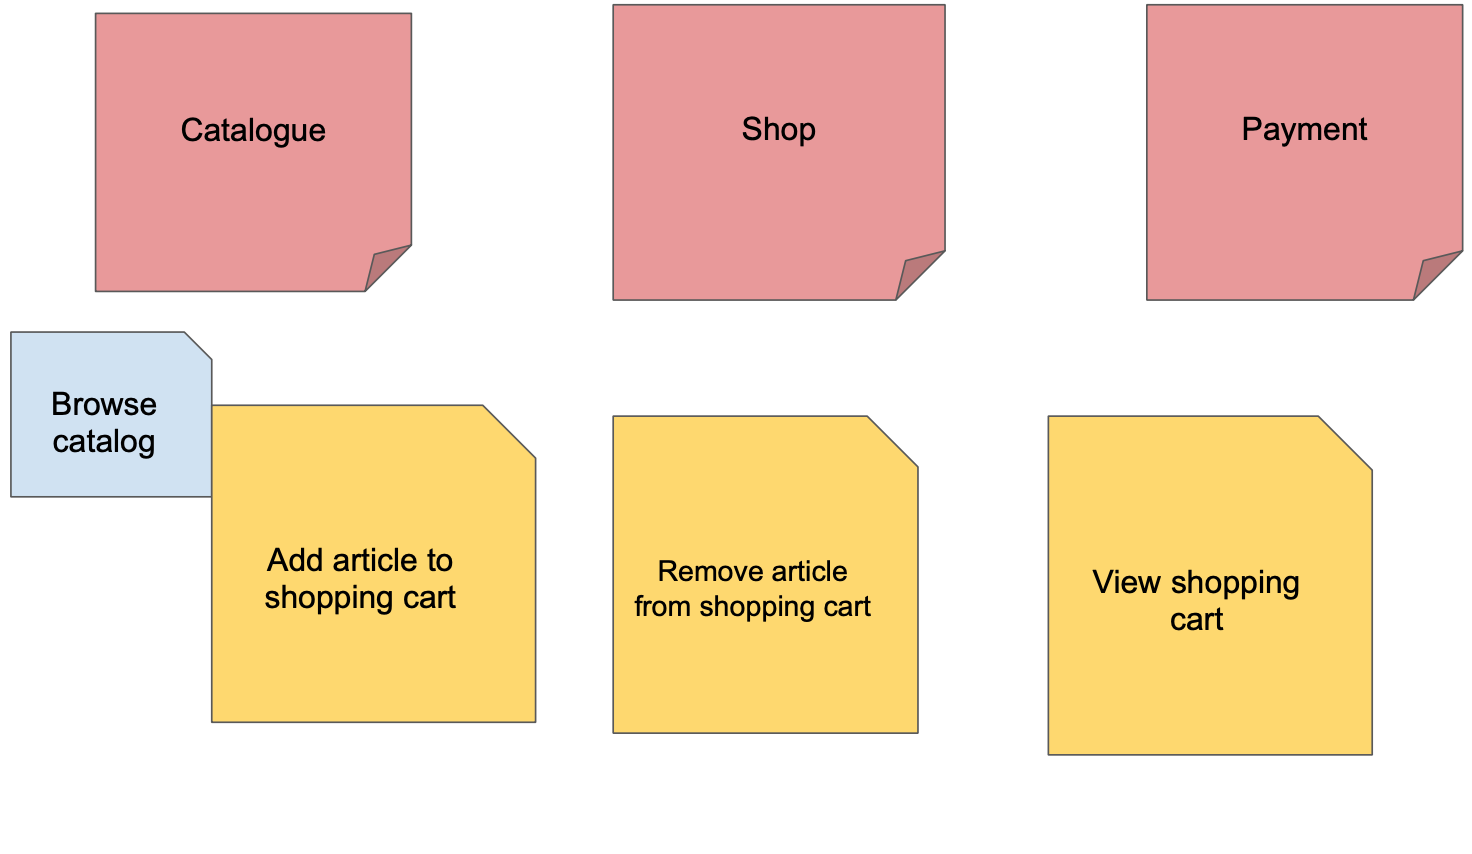 Catalogue
Shop
Payment
Browse
catalog
Add article to
shopping cart
Remove article
from shopping cart
View shopping
cart